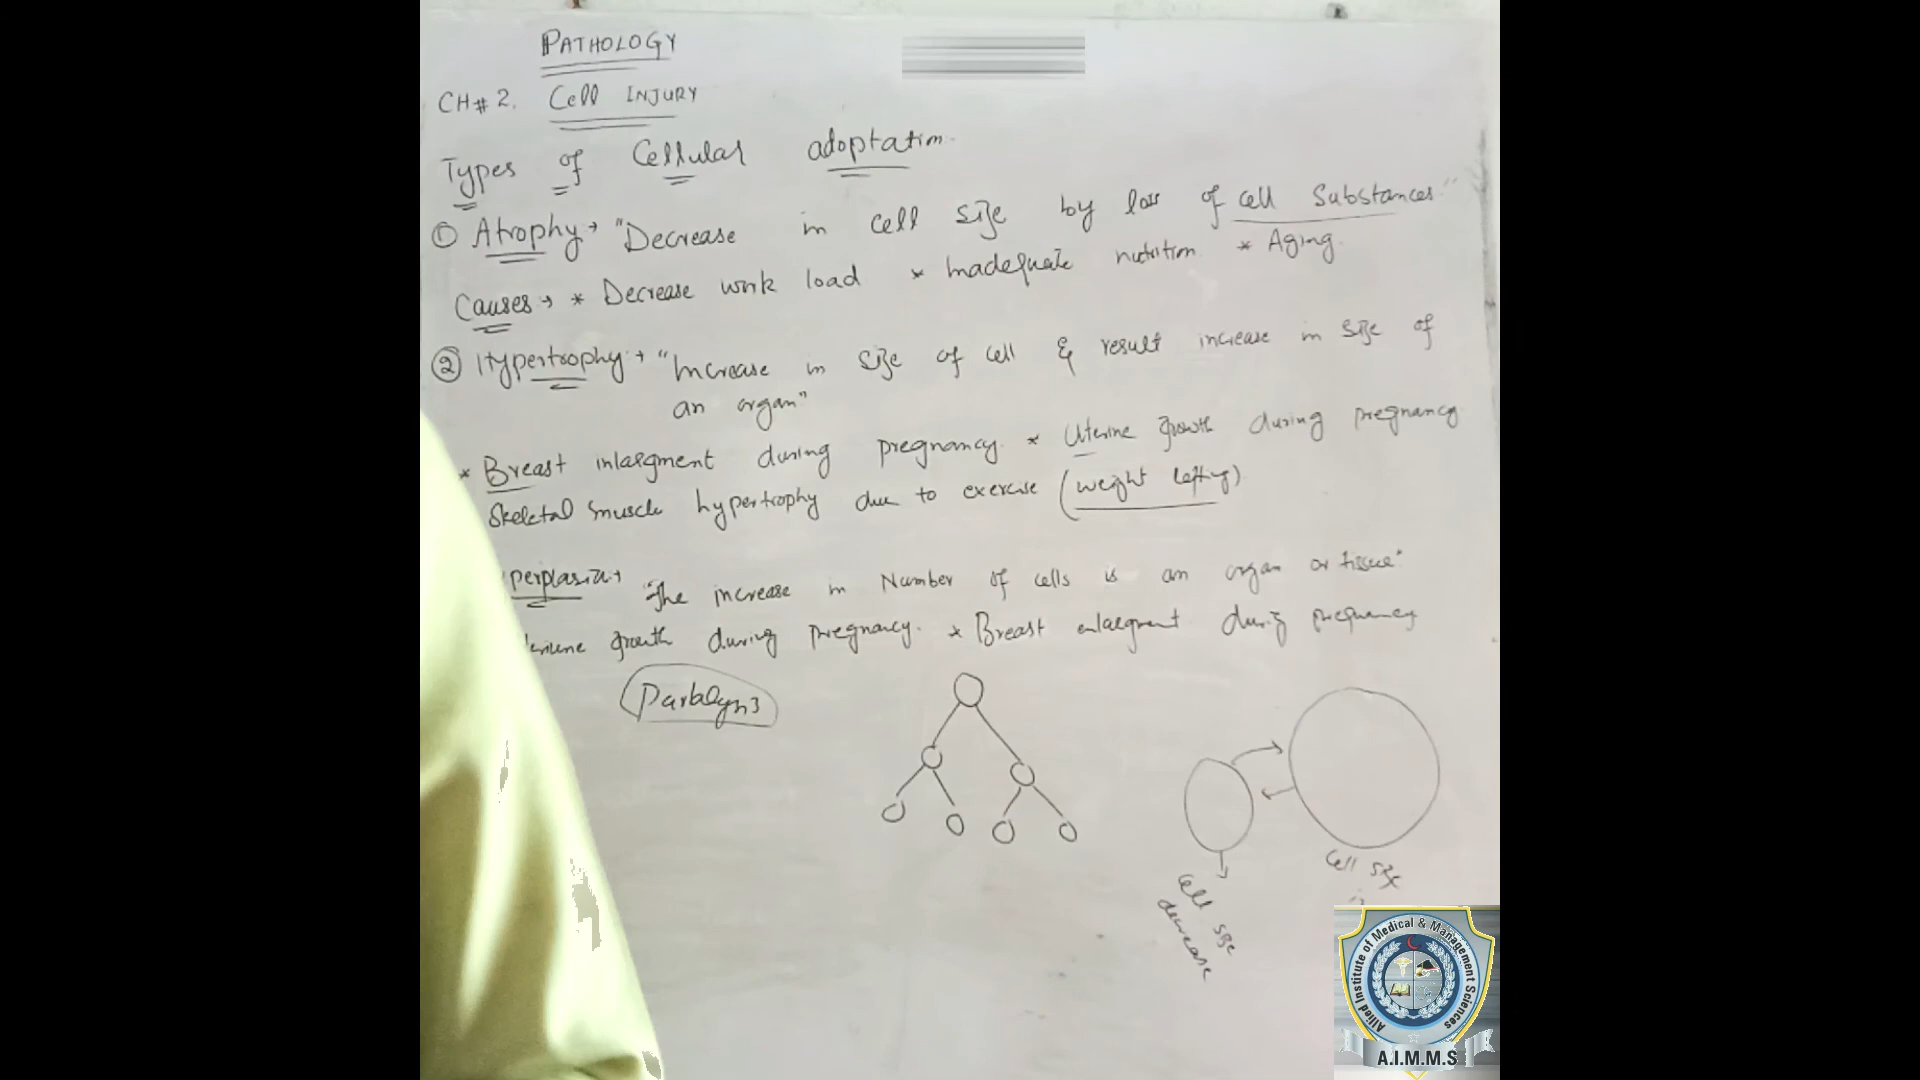 PATHOLOGY
CH# 2. Cell INJURY
Types of Cellular adoptation
① Atrophy → "Decrease in cell size by loss of cell Substances"
Causes → * Decrease work load * Inadequate nutrition * Aging
② Hypertrophy → "Increase in size of cell & result increase in size of
an organ"
* Breast inlargment during pregnancy. * Uterine growth during pregnancy
Skeletal muscle hypertrophy due to exercise (weight lefting)
perplasia → "The increase in Number of cells is an organ or tissue"
growth during pregnancy. * Breast enlargment during pregnancy
Paralysis
Cell size
decrease
Cell size
Allied Institute of Medical & Management Sciences
A.I.M.M.S